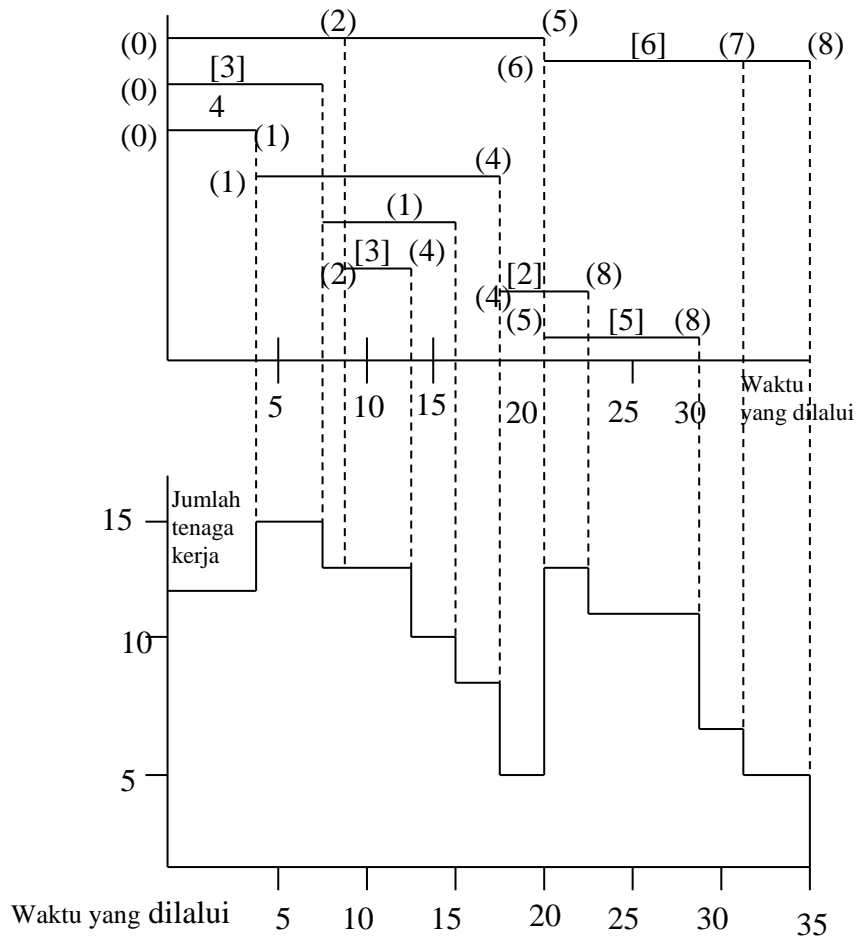 (2) (5)
(0) [6] (7) (8)
[3] (6)
(0)
4
(0) (1)
(4)
(1)
(1)
[3] (4)
(2) [2] (8)
(4)
(5) [5] (8)
Waktu
yang dilalui
5 10 15 20 25 30
Jumlah
tenaga
kerja
15
10
5
Waktu yang dilalui 5 10 15 20 25 30 35